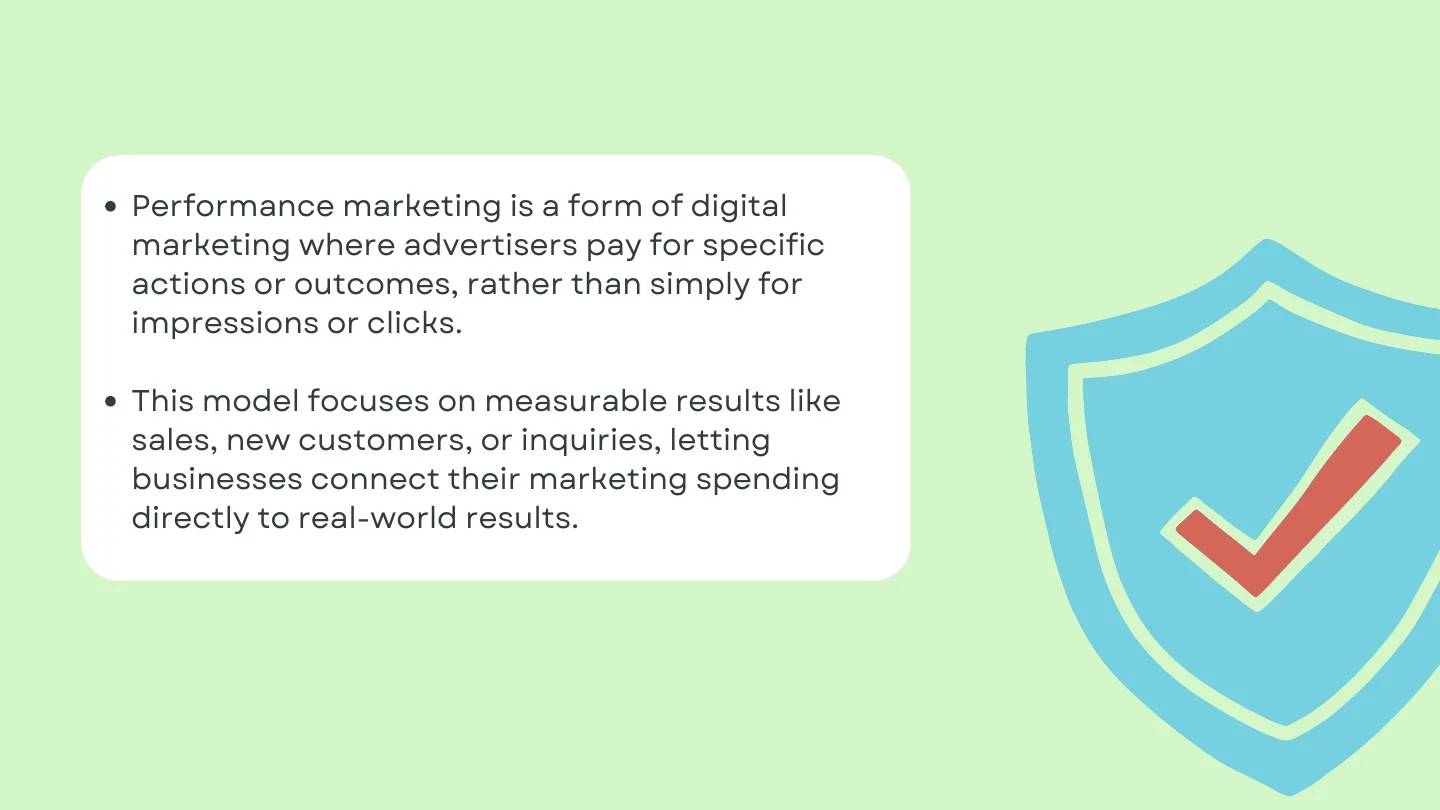 • Performance marketing is a form of digital
marketing where advertisers pay for specific
actions or outcomes, rather than simply for
impressions or clicks.
• This model focuses on measurable results like
sales, new customers, or inquiries, letting
businesses connect their marketing spending
directly to real-world results.